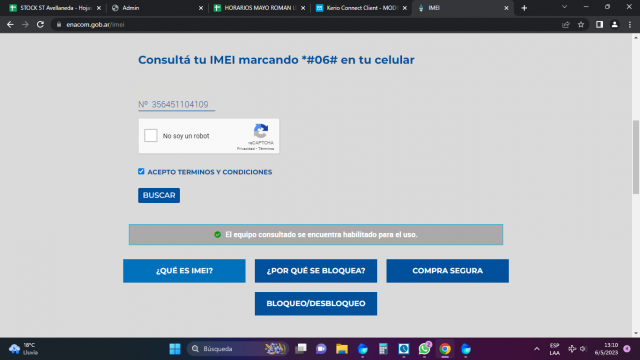 STOCK ST Avellaneda - Hojas
Admin
HORARIOS MAYO ROMAN
Kerio Connect Client - MOD
IMEI
enacom.gob.ar/imei
Consultá tu IMEI marcando *#06# en tu celular
Nº 356451104109
No soy un robot
reCAPTCHA
Privacidad - Términos
ACEPTO TERMINOS Y CONDICIONES
BUSCAR
El equipo consultado se encuentra habilitado para el uso.
¿QUÉ ES IMEI?
¿POR QUÉ SE BLOQUEA?
COMPRA SEGURA
BLOQUEO/DESBLOQUEO
18°C
Lluvia
Búsqueda
ESP
LAA
13:10
6/5/2023